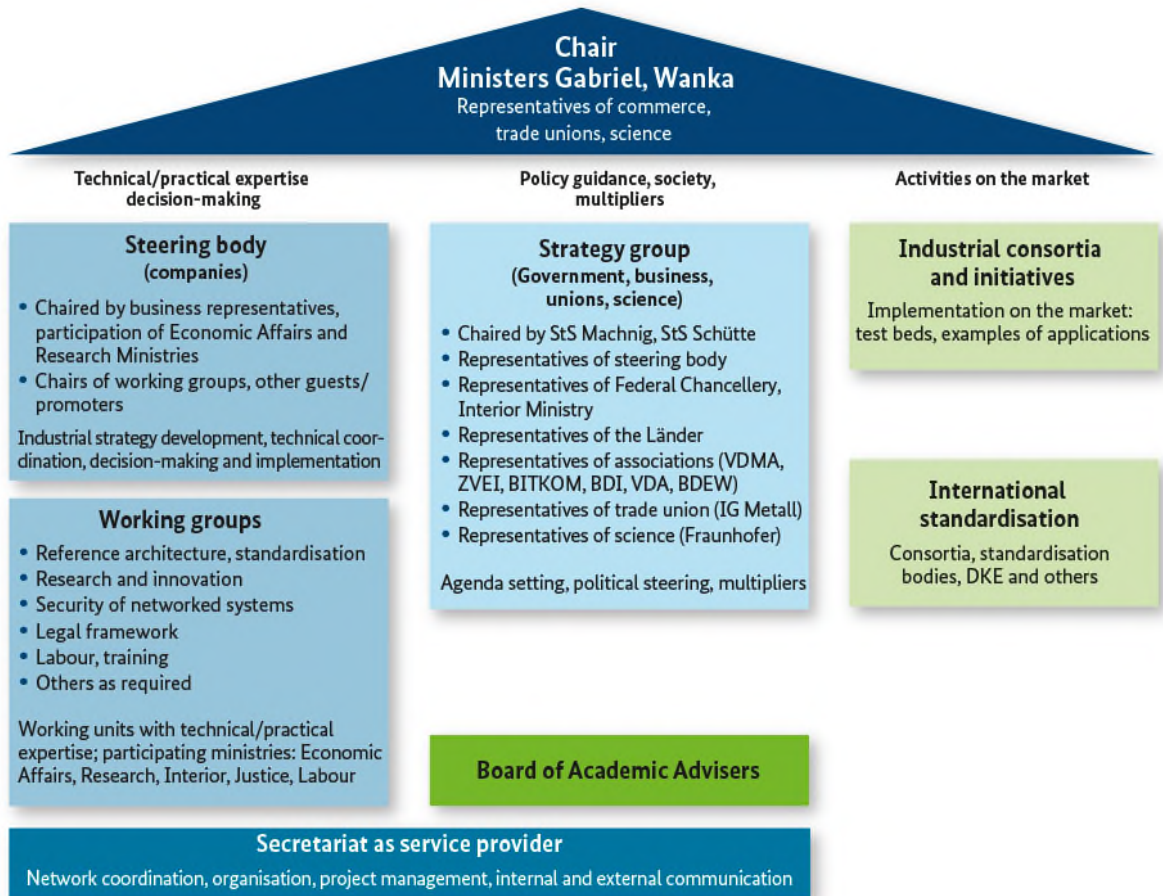 Chair
Ministers Gabriel, Wanka
Representatives of commerce,
trade unions, science
Technical/practical expertise
decision-making
Policy guidance, society,
multipliers
Activities on the market
Steering body
(companies)
• Chaired by business representatives,
participation of Economic Affairs and
Research Ministries
• Chairs of working groups, other guests/
promoters
Industrial strategy development, technical coor-
dination, decision-making and implementation
Working groups
• Reference architecture, standardisation
• Research and innovation
• Security of networked systems
• Legal framework
• Labour, training
• Others as required
Working units with technical/practical
expertise; participating ministries: Economic
Affairs, Research, Interior, Justice, Labour
Strategy group
(Government, business,
unions, science)
• Chaired by StS Machnig, StS Schütte
• Representatives of steering body
• Representatives of Federal Chancellery,
Interior Ministry
• Representatives of the Länder
• Representatives of associations (VDMA,
ZVEI, BITKOM, BDI, VDA, BDEW)
• Representatives of trade union (IG Metall)
• Representatives of science (Fraunhofer)
Agenda setting, political steering, multipliers
Board of Academic Advisers
Industrial consortia
and initiatives
Implementation on the market:
test beds, examples of applications
International
standardisation
Consortia, standardisation
bodies, DKE and others
Secretariat as service provider
Network coordination, organisation, project management, internal and external communication